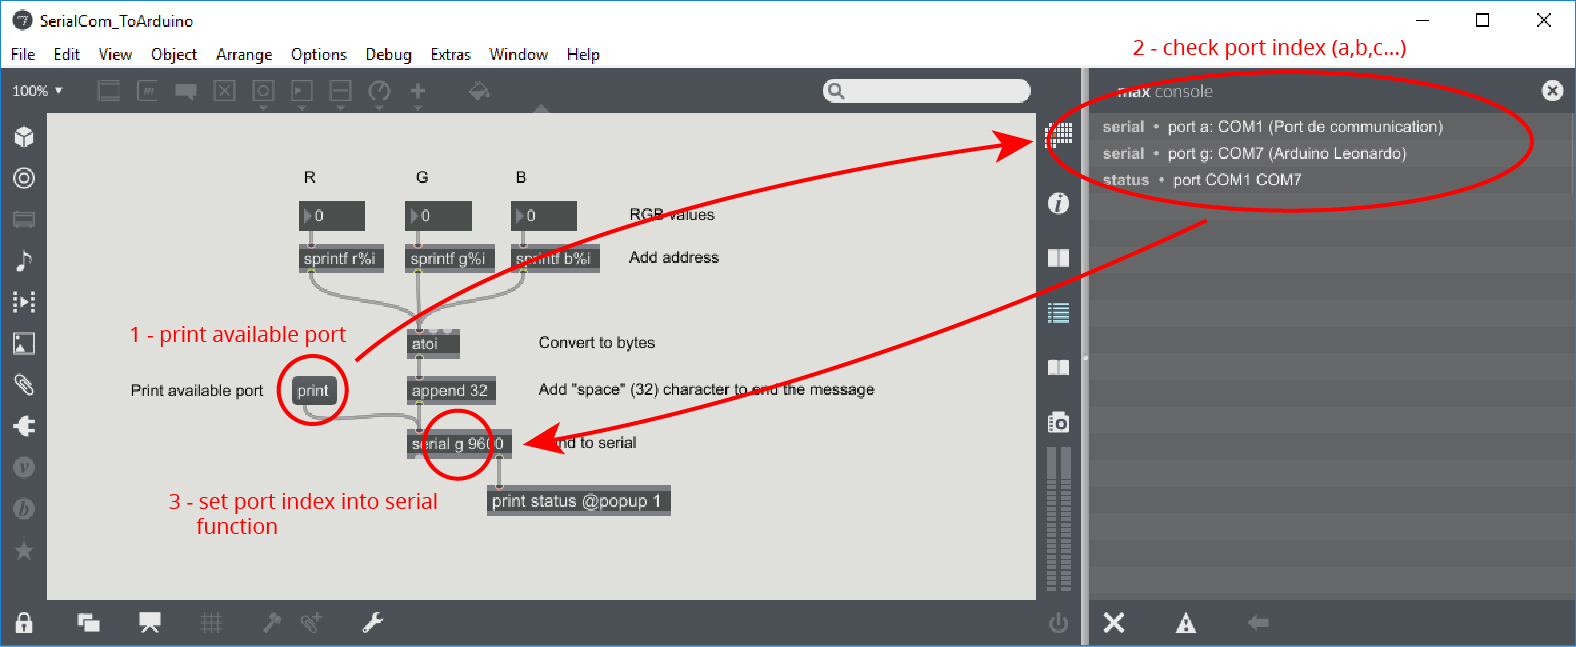 SerialCom_ToArduino
File Edit View Object Arrange Options Debug Extras Window Help
2 - check port index (a,b,c...)
100%
max console
serial • port a: COM1 (Port de communication)
serial • port g: COM7 (Arduino Leonardo)
status • port COM1 COM7
R G B
0 0 0 RGB values
sprintf r%i sprintf g%i sprintf b%i Add address
1 - print available port
atoi Convert to bytes
Print available port print append 32 Add "space" (32) character to end the message
serial g 9600 to serial
3 - set port index into serial
function
print status @popup 1